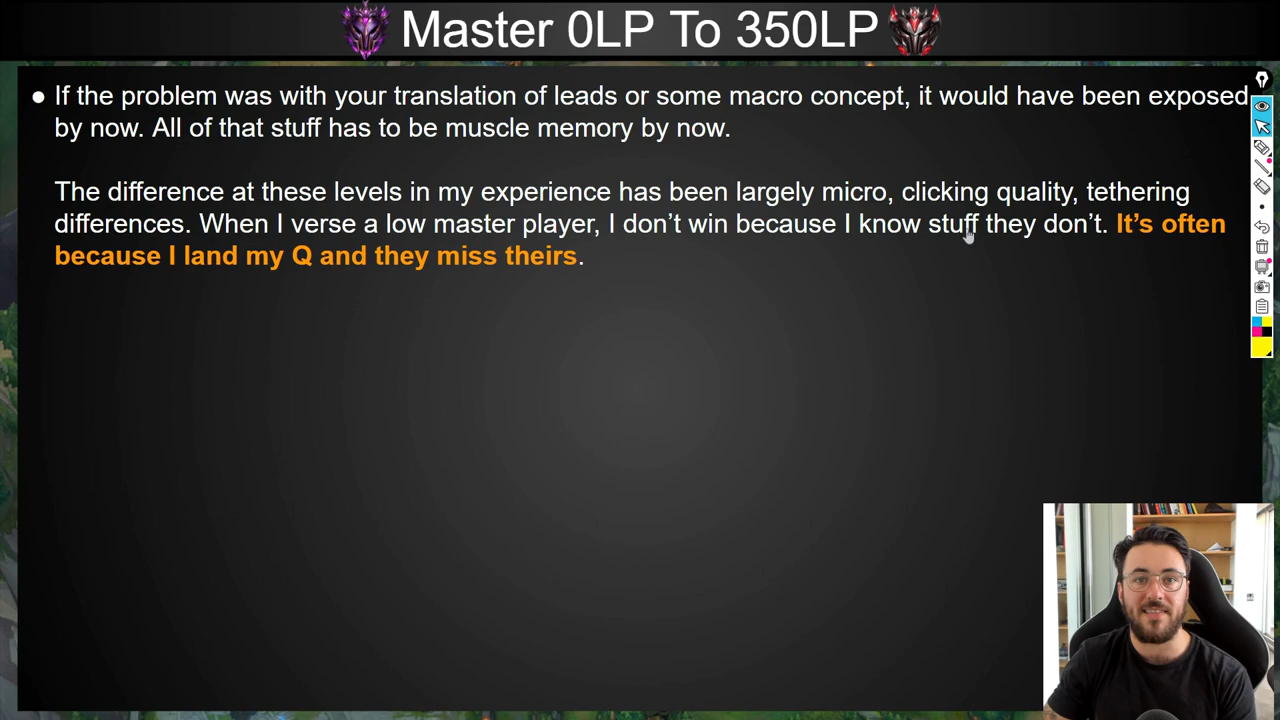 Master 0LP To 350LP
● If the problem was with your translation of leads or some macro concept, it would have been exposed
by now. All of that stuff has to be muscle memory by now.
The difference at these levels in my experience has been largely micro, clicking quality, tethering
differences. When I verse a low master player, I don’t win because I know stuff they don’t. It’s often
because I land my Q and they miss theirs.